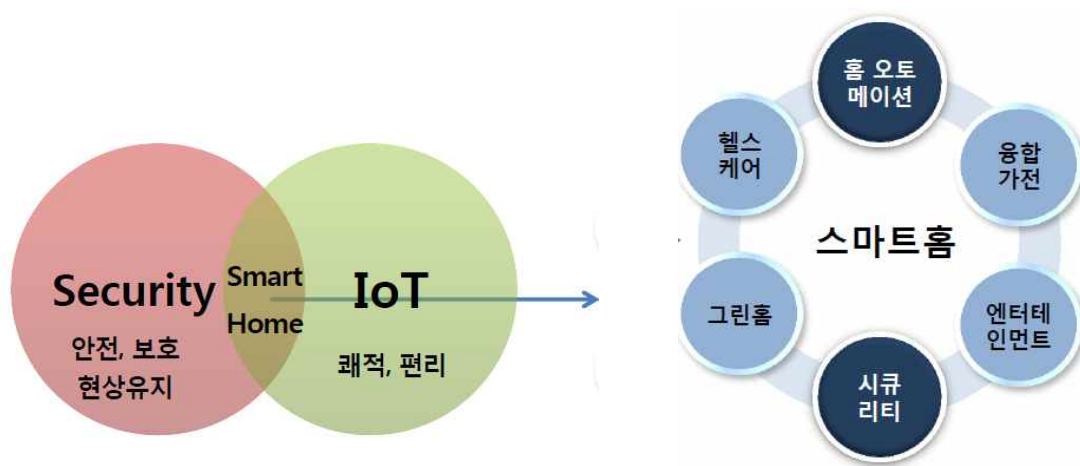 Security
안전, 보호
현상유지
Smart
Home
IoT
쾌적, 편리
홈 오토
메이션
헬스
케어
융합
가전
스마트홈
그린홈
엔터테
인먼트
시큐
리티